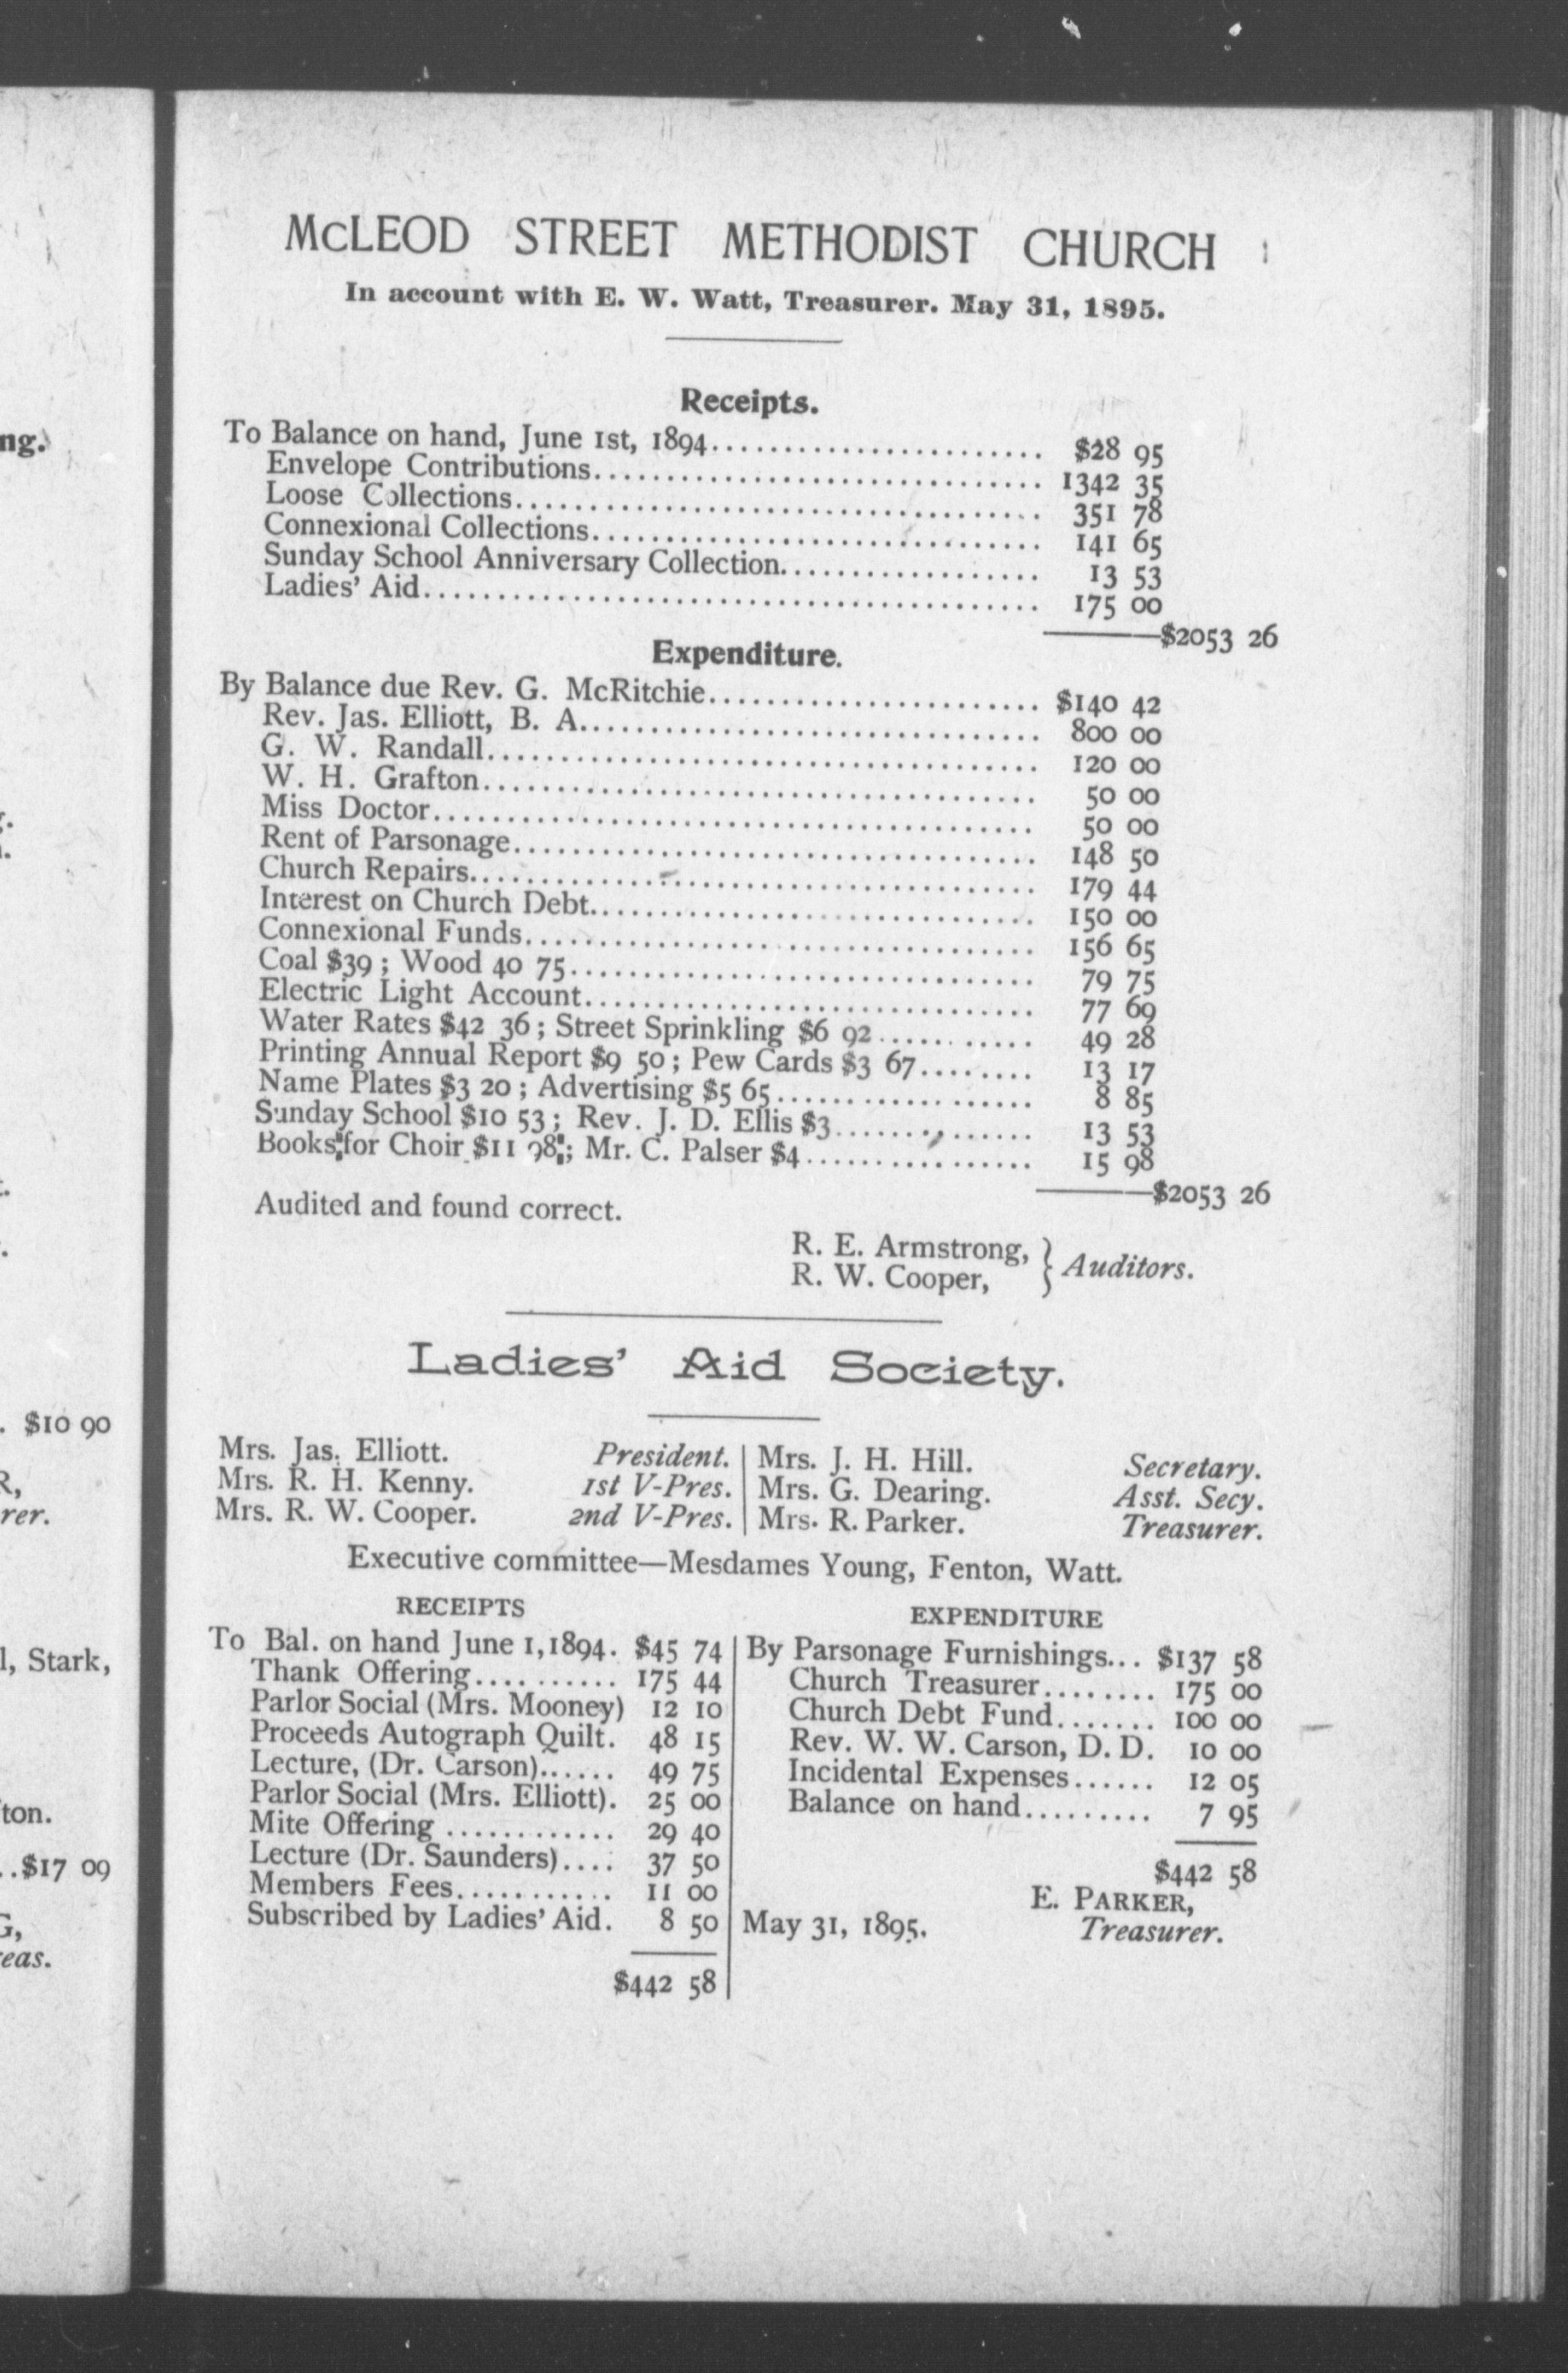 McLEOD STREET METHODIST CHURCH
In account with E. W. Watt, Treasurer. May 31, 1895.
Receipts.
To Balance on hand, June 1st, 1894........................ $28 95
Envelope Contributions................................ 1342 35
Loose Collections..................................... 351 78
Connexional Collections............................... 141 65
Sunday School Anniversary Collection................... 13 53
Ladies' Aid........................................... 175 00
$2053 26
Expenditure.
By Balance due Rev. G. McRitchie........................ $140 42
Rev. Jas. Elliott, B. A................................ 800 00
G. W. Randall....................................... 120 00
W. H. Grafton....................................... 50 00
Miss Doctor.......................................... 50 00
Rent of Parsonage.................................... 148 50
Church Repairs....................................... 179 44
Interest on Church Debt............................... 150 00
Connexional Funds................................... 156 65
Coal $39 ; Wood 40 75................................ 79 75
Electric Light Account............................... 77 69
Water Rates $42 36 ; Street Sprinkling $6 92........... 49 28
Printing Annual Report $9 50 ; Pew Cards $3 67........ 13 17
Name Plates $3 20 ; Advertising $5 65.................. 8 85
Sunday School $10 53 ; Rev. J. D. Ellis $3.............. 13 53
Books for Choir $11 98 ; Mr. C. Palser $4................ 15 98
$2053 26
Audited and found correct.
R. E. Armstrong,
R. W. Cooper, } Auditors.
Ladies' Aid Society.
Mrs. Jas. Elliott. President. | Mrs. J. H. Hill. Secretary.
Mrs. R. H. Kenny. 1st V-Pres. | Mrs. G. Dearing. Asst. Secy.
Mrs. R. W. Cooper. 2nd V-Pres. | Mrs. R. Parker. Treasurer.
Executive committee—Mesdames Young, Fenton, Watt.
RECEIPTS
To Bal. on hand June 1, 1894. $45 74
Thank Offering.......... 175 44
Parlor Social (Mrs. Mooney) 12 10
Proceeds Autograph Quilt. 48 15
Lecture, (Dr. Carson)...... 49 75
Parlor Social (Mrs. Elliott). 25 00
Mite Offering ............ 29 40
Lecture (Dr. Saunders).... 37 50
Members Fees........... 11 00
Subscribed by Ladies' Aid. 8 50
$442 58
EXPENDITURE
By Parsonage Furnishings... $137 58
Church Treasurer........ 175 00
Church Debt Fund....... 100 00
Rev. W. W. Carson, D. D. 10 00
Incidental Expenses...... 12 05
Balance on hand......... 7 95
$442 58
E. PARKER,
May 31, 1895. Treasurer.
ng.
. $10 90
R,
rer.
l, Stark,
ton.
..$17 09
eas.